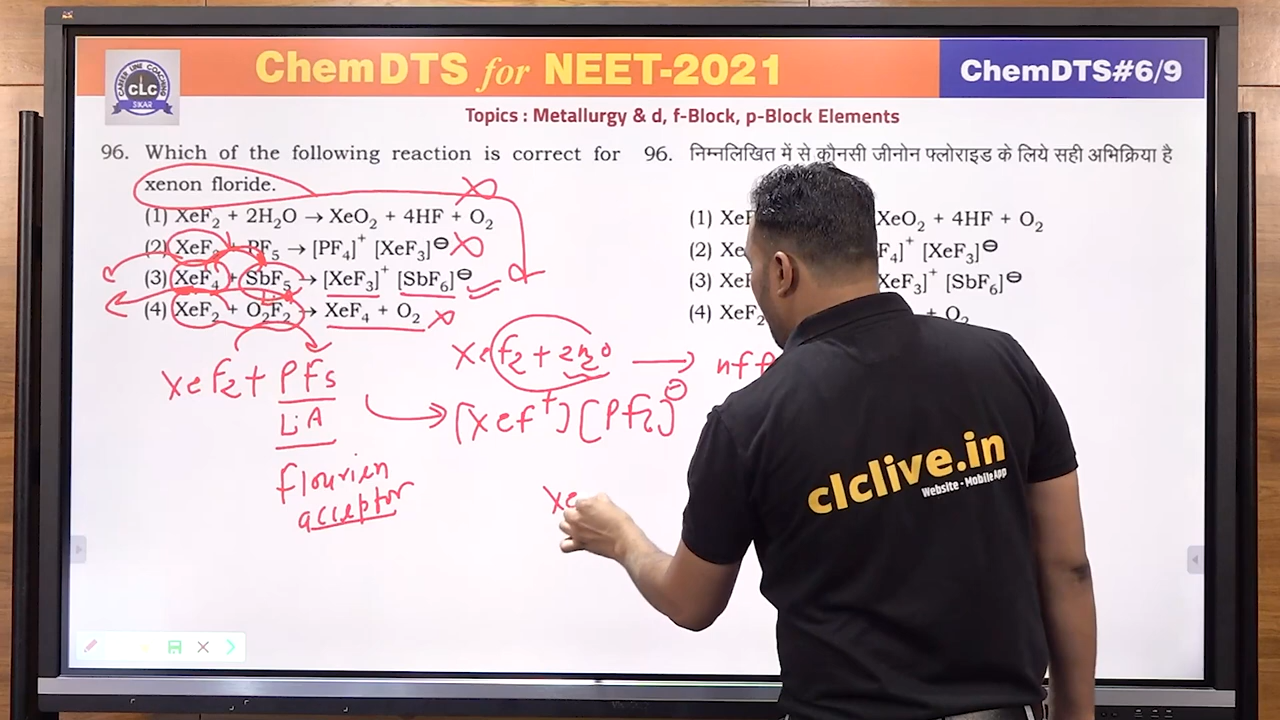 ChemDTS for NEET-2021
ChemDTS#6/9
CAREER LINE COACHING
CLC
SIKAR
Topics : Metallurgy & d, f-Block, p-Block Elements
96. Which of the following reaction is correct for
xenon floride.
(1) XeF₂ + 2H₂O → XeO₂ + 4HF + O₂
(2) XeF₂ + PF₅ → [PF₄]⁺ [XeF₃]⊖
(3) XeF₄ + SbF₅ → [XeF₃]⁺ [SbF₆]⊖
(4) XeF₂ + O₂F₂ → XeF₄ + O₂
96. निम्नलिखित में से कौनसी जीनोन फ्लोराइड के लिये सही अभिक्रिया है
(1) XeF XeO₂ + 4HF + O₂
(2) Xe F₄]⁺ [XeF₃]⊖
(3) XeF XeF₃]⁺ [SbF₆]⊖
(4) XeF₂ + O₂
Xef₂ + 2H₂O →
Xef₂ + PF5
LA
flourien
acceptor
[Xef⁺] [Pf₆]⊖
Xe
clclive.in
Website - Mobile App